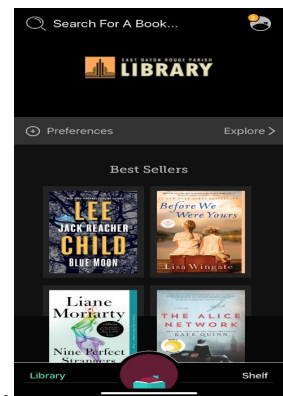 Search For A Book...
EAST BATON ROUGE PARISH
LIBRARY
Preferences
Explore >
Best Sellers
LEE
JACK REACHER
CHILD
BLUE MOON
Before We
Were Yours
Lisa Wingate
Liane
Moriarty
Nine Perfect
Strangers
THE ALICE
NETWORK
KATE QUINN
Library
Shelf